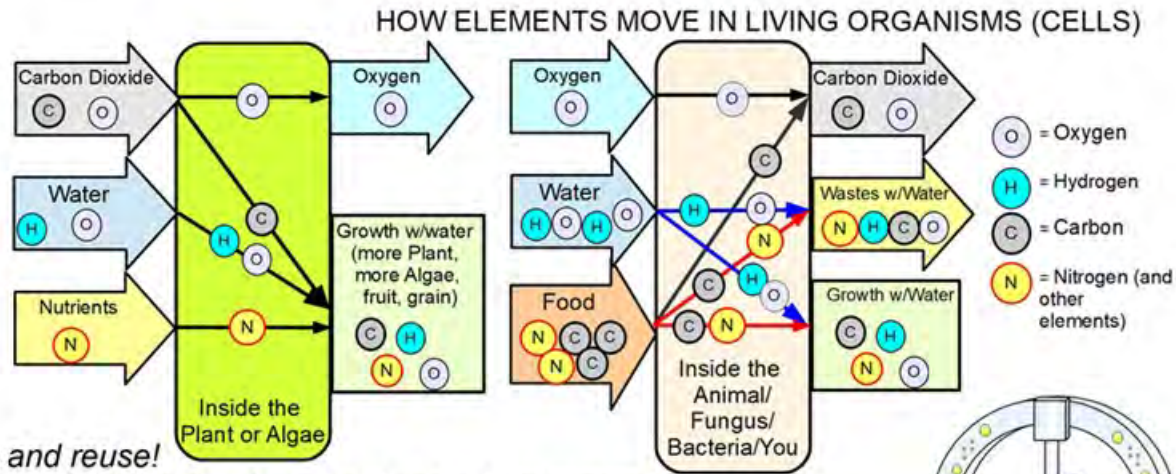 HOW ELEMENTS MOVE IN LIVING ORGANISMS (CELLS)
Carbon Dioxide
C O
Water
H O
Nutrients
N
O
C
H
O
N
Inside the
Plant or Algae
Oxygen
O
Growth w/water
(more Plant,
more Algae,
fruit, grain)
C H
N O
Oxygen
O
Water
H O H O
Food
N C C
N C
O
C
H O
N
C H
O
C N
Inside the
Animal/
Fungus/
Bacteria/You
Carbon Dioxide
C O
Wastes w/Water
N H C O
Growth w/Water
C H
N O
O = Oxygen
H = Hydrogen
C = Carbon
N = Nitrogen (and
other
elements)
and reuse!